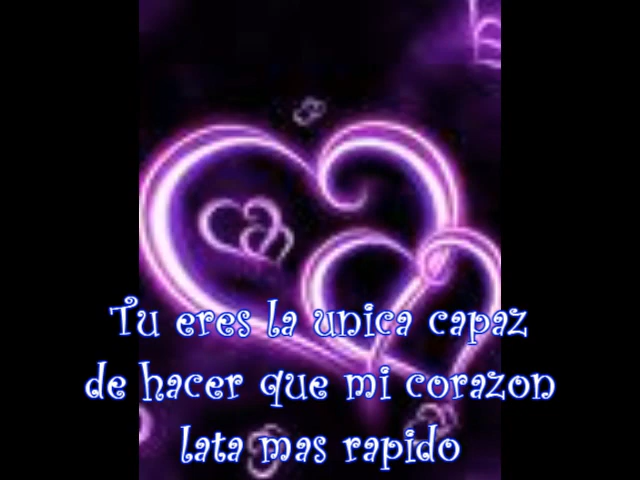 Tu eres la unica capaz
de hacer que mi corazon
lata mas rapido